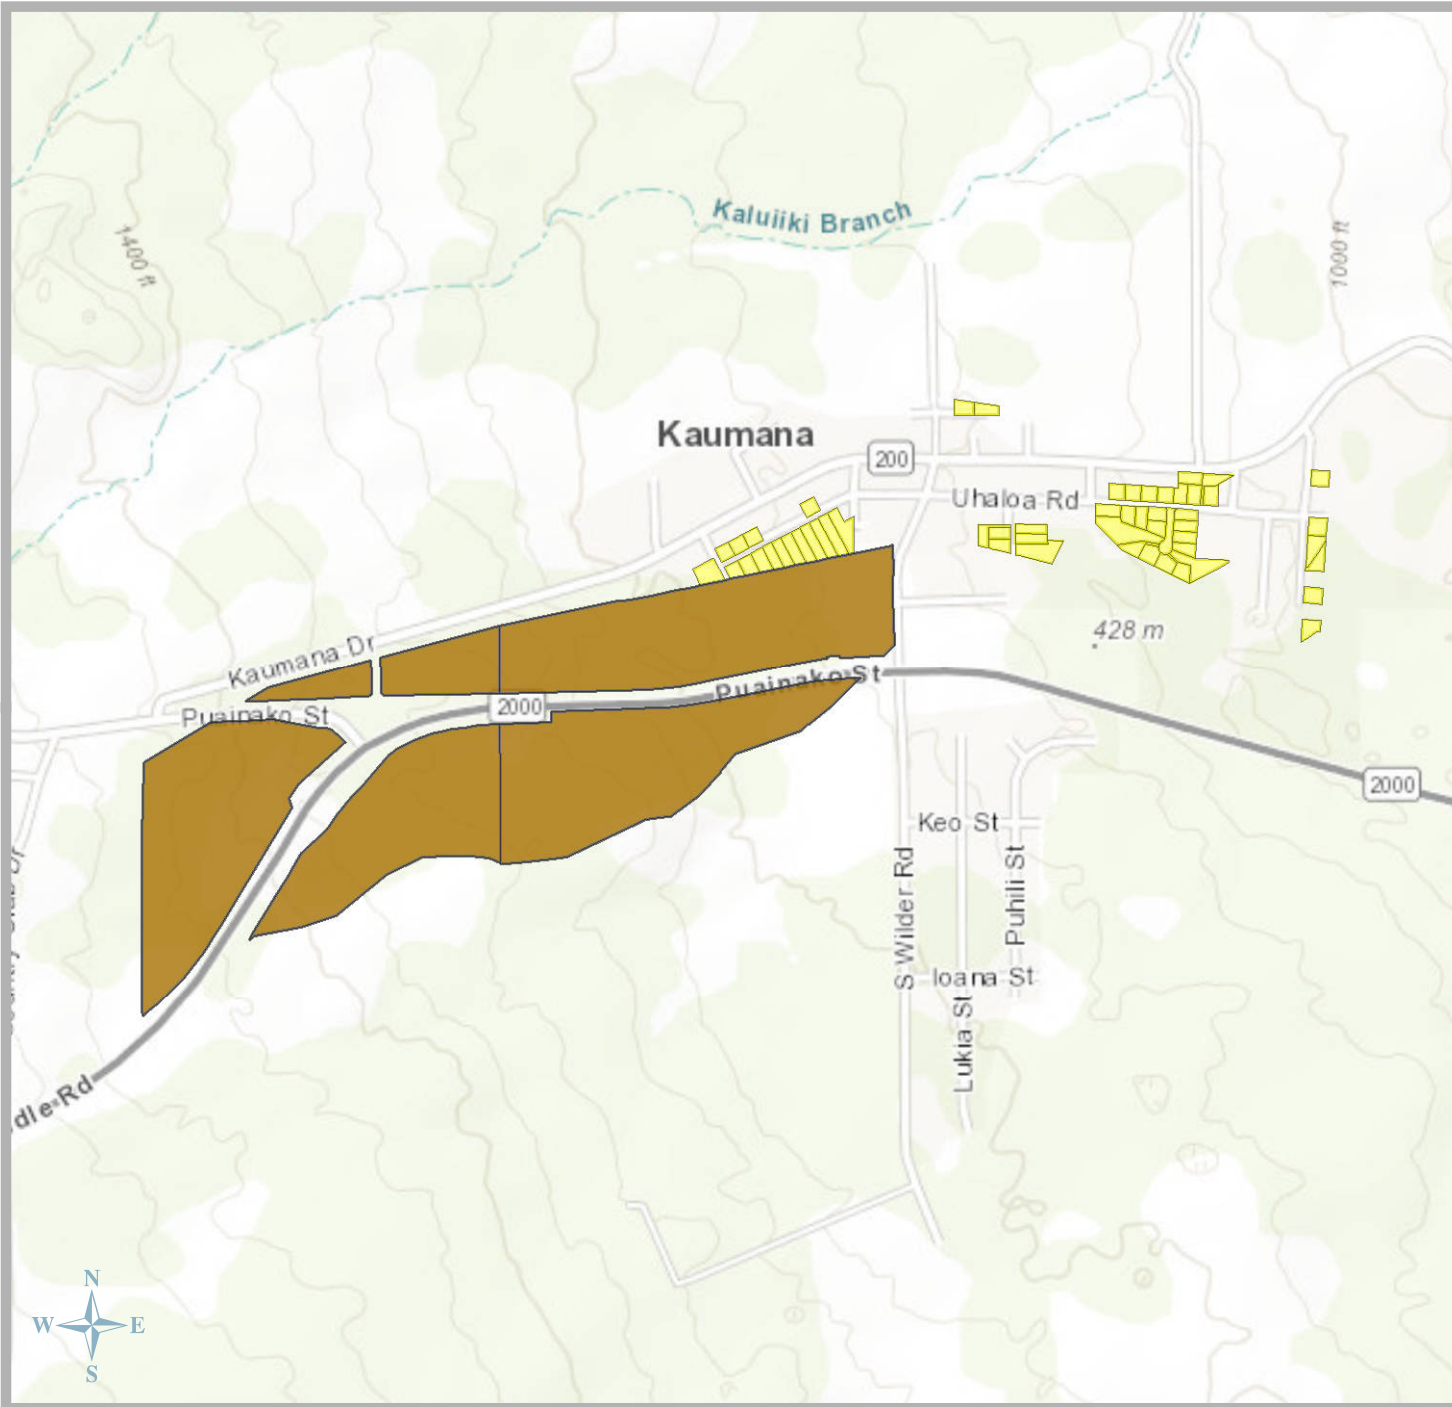 Kaluiiki Branch
1400 ft
1000 ft
Kaumana
200
Uhaloa Rd
428 m
Kaumana Dr
Puainako St
2000
Puainako St
2000
Keo St
S Wilder Rd
Puhili St
Ioana St
Lukia St
dle Rd
N
W E
S